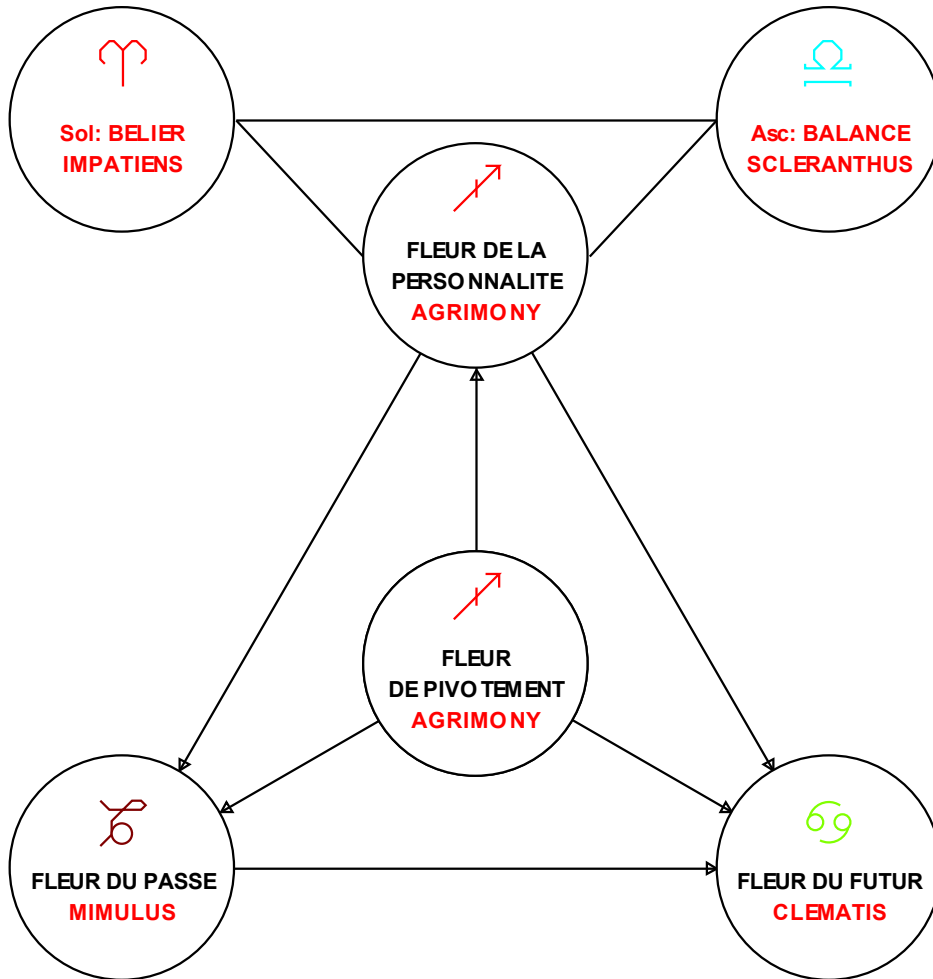 Sol: BELIER
IMPATIENS
Asc: BALANCE
SCLERANTHUS
FLEUR DE LA
PERSONNALITE
AGRIMONY
FLEUR
DE PIVOTEMENT
AGRIMONY
FLEUR DU PASSE
MIMULUS
FLEUR DU FUTUR
CLEMATIS